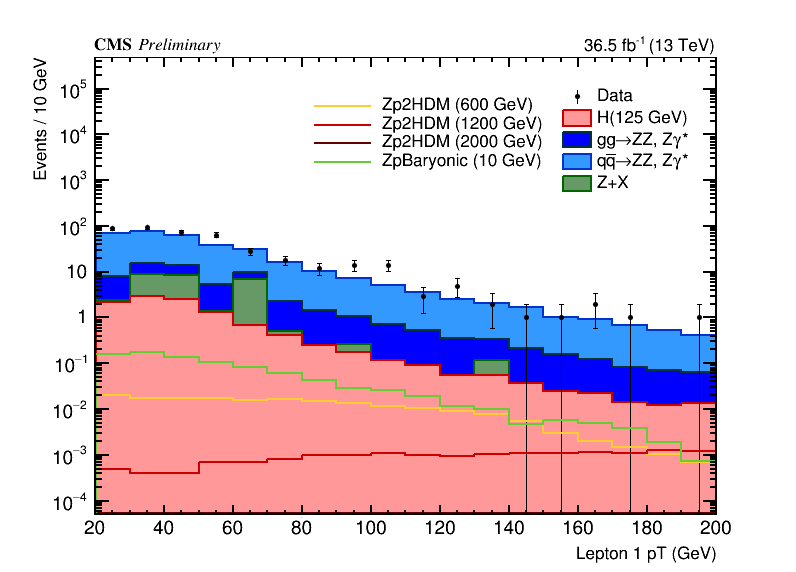 CMS Preliminary
36.5 fb⁻¹ (13 TeV)
Events / 10 GeV
10⁵
10⁴
10³
10²
10
1
10⁻¹
10⁻²
10⁻³
10⁻⁴
Zp2HDM (600 GeV)
Zp2HDM (1200 GeV)
Zp2HDM (2000 GeV)
ZpBaryonic (10 GeV)
Data
H(125 GeV)
gg→ZZ, Zγ*
qq̅→ZZ, Zγ*
Z+X
20 40 60 80 100 120 140 160 180 200
Lepton 1 pT (GeV)